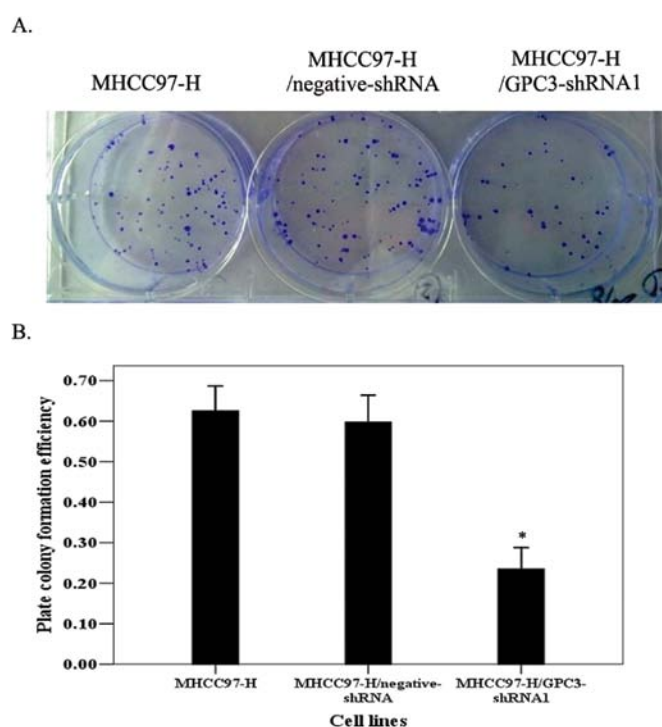 A.
MHCC97-H
MHCC97-H
/negative-shRNA
MHCC97-H
/GPC3-shRNA1
B.
Plate colony formation efficiency
0.70
0.60
0.50
0.40
0.30
0.20
0.10
0.00
*
MHCC97-H
MHCC97-H/negative-
shRNA
MHCC97-H/GPC3-
shRNA1
Cell lines